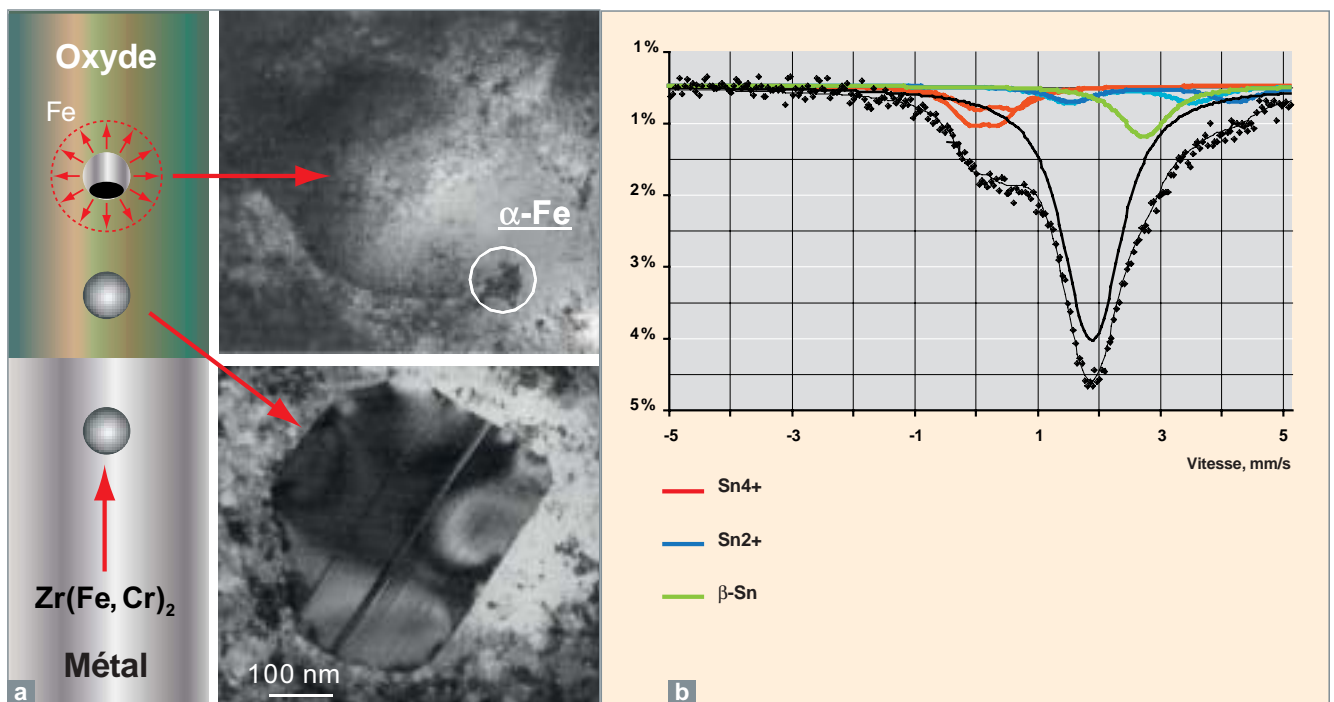 Oxyde
Fe
α-Fe
Zr(Fe, Cr)2
Métal
100 nm
a
1%
1%
2%
3%
4%
5%
-5
-3
-1
1
3
5
Vitesse, mm/s
Sn4+
Sn2+
β-Sn
b